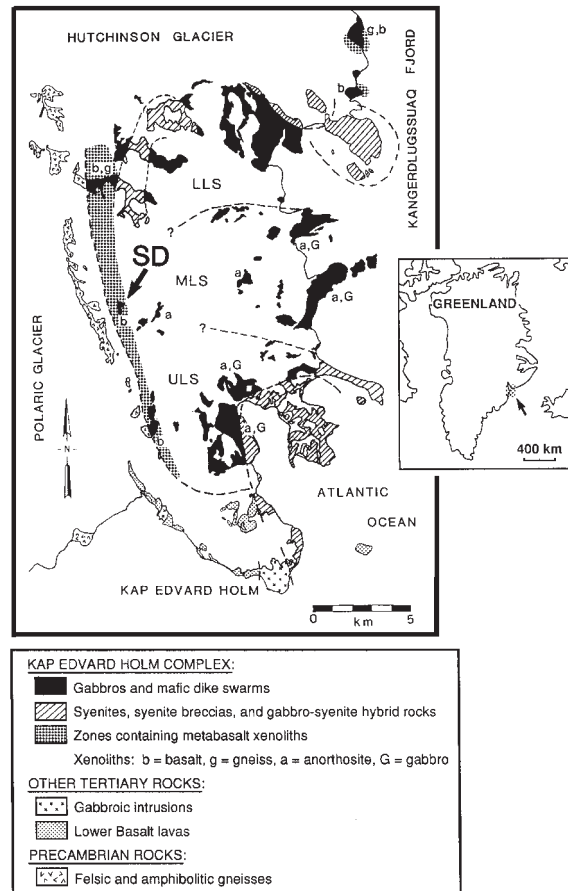 HUTCHINSON GLACIER
g,b
b
KANGERDLUGSSUAQ FJORD
b,g
LLS
?
a,G
SD
MLS
a
a,G
b
a
?
ULS
a,G
a,G
POLARIC GLACIER
b
b
N
ATLANTIC
OCEAN
KAP EDVARD HOLM
0 5
km
GREENLAND
400 km
KAP EDVARD HOLM COMPLEX:
Gabbros and mafic dike swarms
Syenites, syenite breccias, and gabbro-syenite hybrid rocks
Zones containing metabasalt xenoliths
Xenoliths: b = basalt, g = gneiss, a = anorthosite, G = gabbro
OTHER TERTIARY ROCKS:
Gabbroic intrusions
Lower Basalt lavas
PRECAMBRIAN ROCKS:
Felsic and amphibolitic gneisses